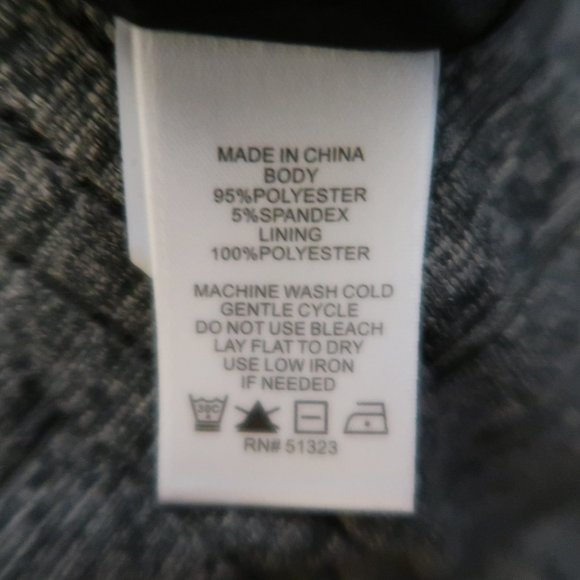 MADE IN CHINA
BODY
95%POLYESTER
5%SPANDEX
LINING
100%POLYESTER
MACHINE WASH COLD
GENTLE CYCLE
DO NOT USE BLEACH
LAY FLAT TO DRY
USE LOW IRON
IF NEEDED
30C
RN# 51323